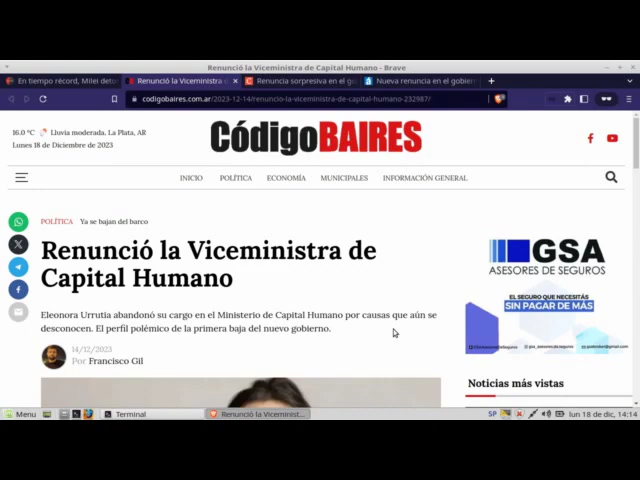 Renunció la Viceministra de Capital Humano - Brave
En tiempo récord, Milei deter
Renunció la Viceministra d
Renuncia sorpresiva en el go
Nueva renuncia en el gobier
codigobaires.com.ar/2023-12-14/renuncio-la-viceministra-de-capital-humano-232987/
16.0 °C Lluvia moderada. La Plata, AR
Lunes 18 de Diciembre de 2023
CódigoBAIRES
INICIO POLÍTICA ECONOMÍA MUNICIPALES INFORMACIÓN GENERAL
POLÍTICA Ya se bajan del barco
Renunció la Viceministra de
Capital Humano
Eleonora Urrutia abandonó su cargo en el Ministerio de Capital Humano por causas que aún se
desconocen. El perfil polémico de la primera baja del nuevo gobierno.
14/12/2023
Por Francisco Gil
GSA
ASESORES DE SEGUROS
EL SEGURO QUE NECESITÁS
SIN PAGAR DE MÁS
Noticias más vistas
Menu
Terminal
Renunció la Viceminist...
SP
lun 18 de dic, 14:14